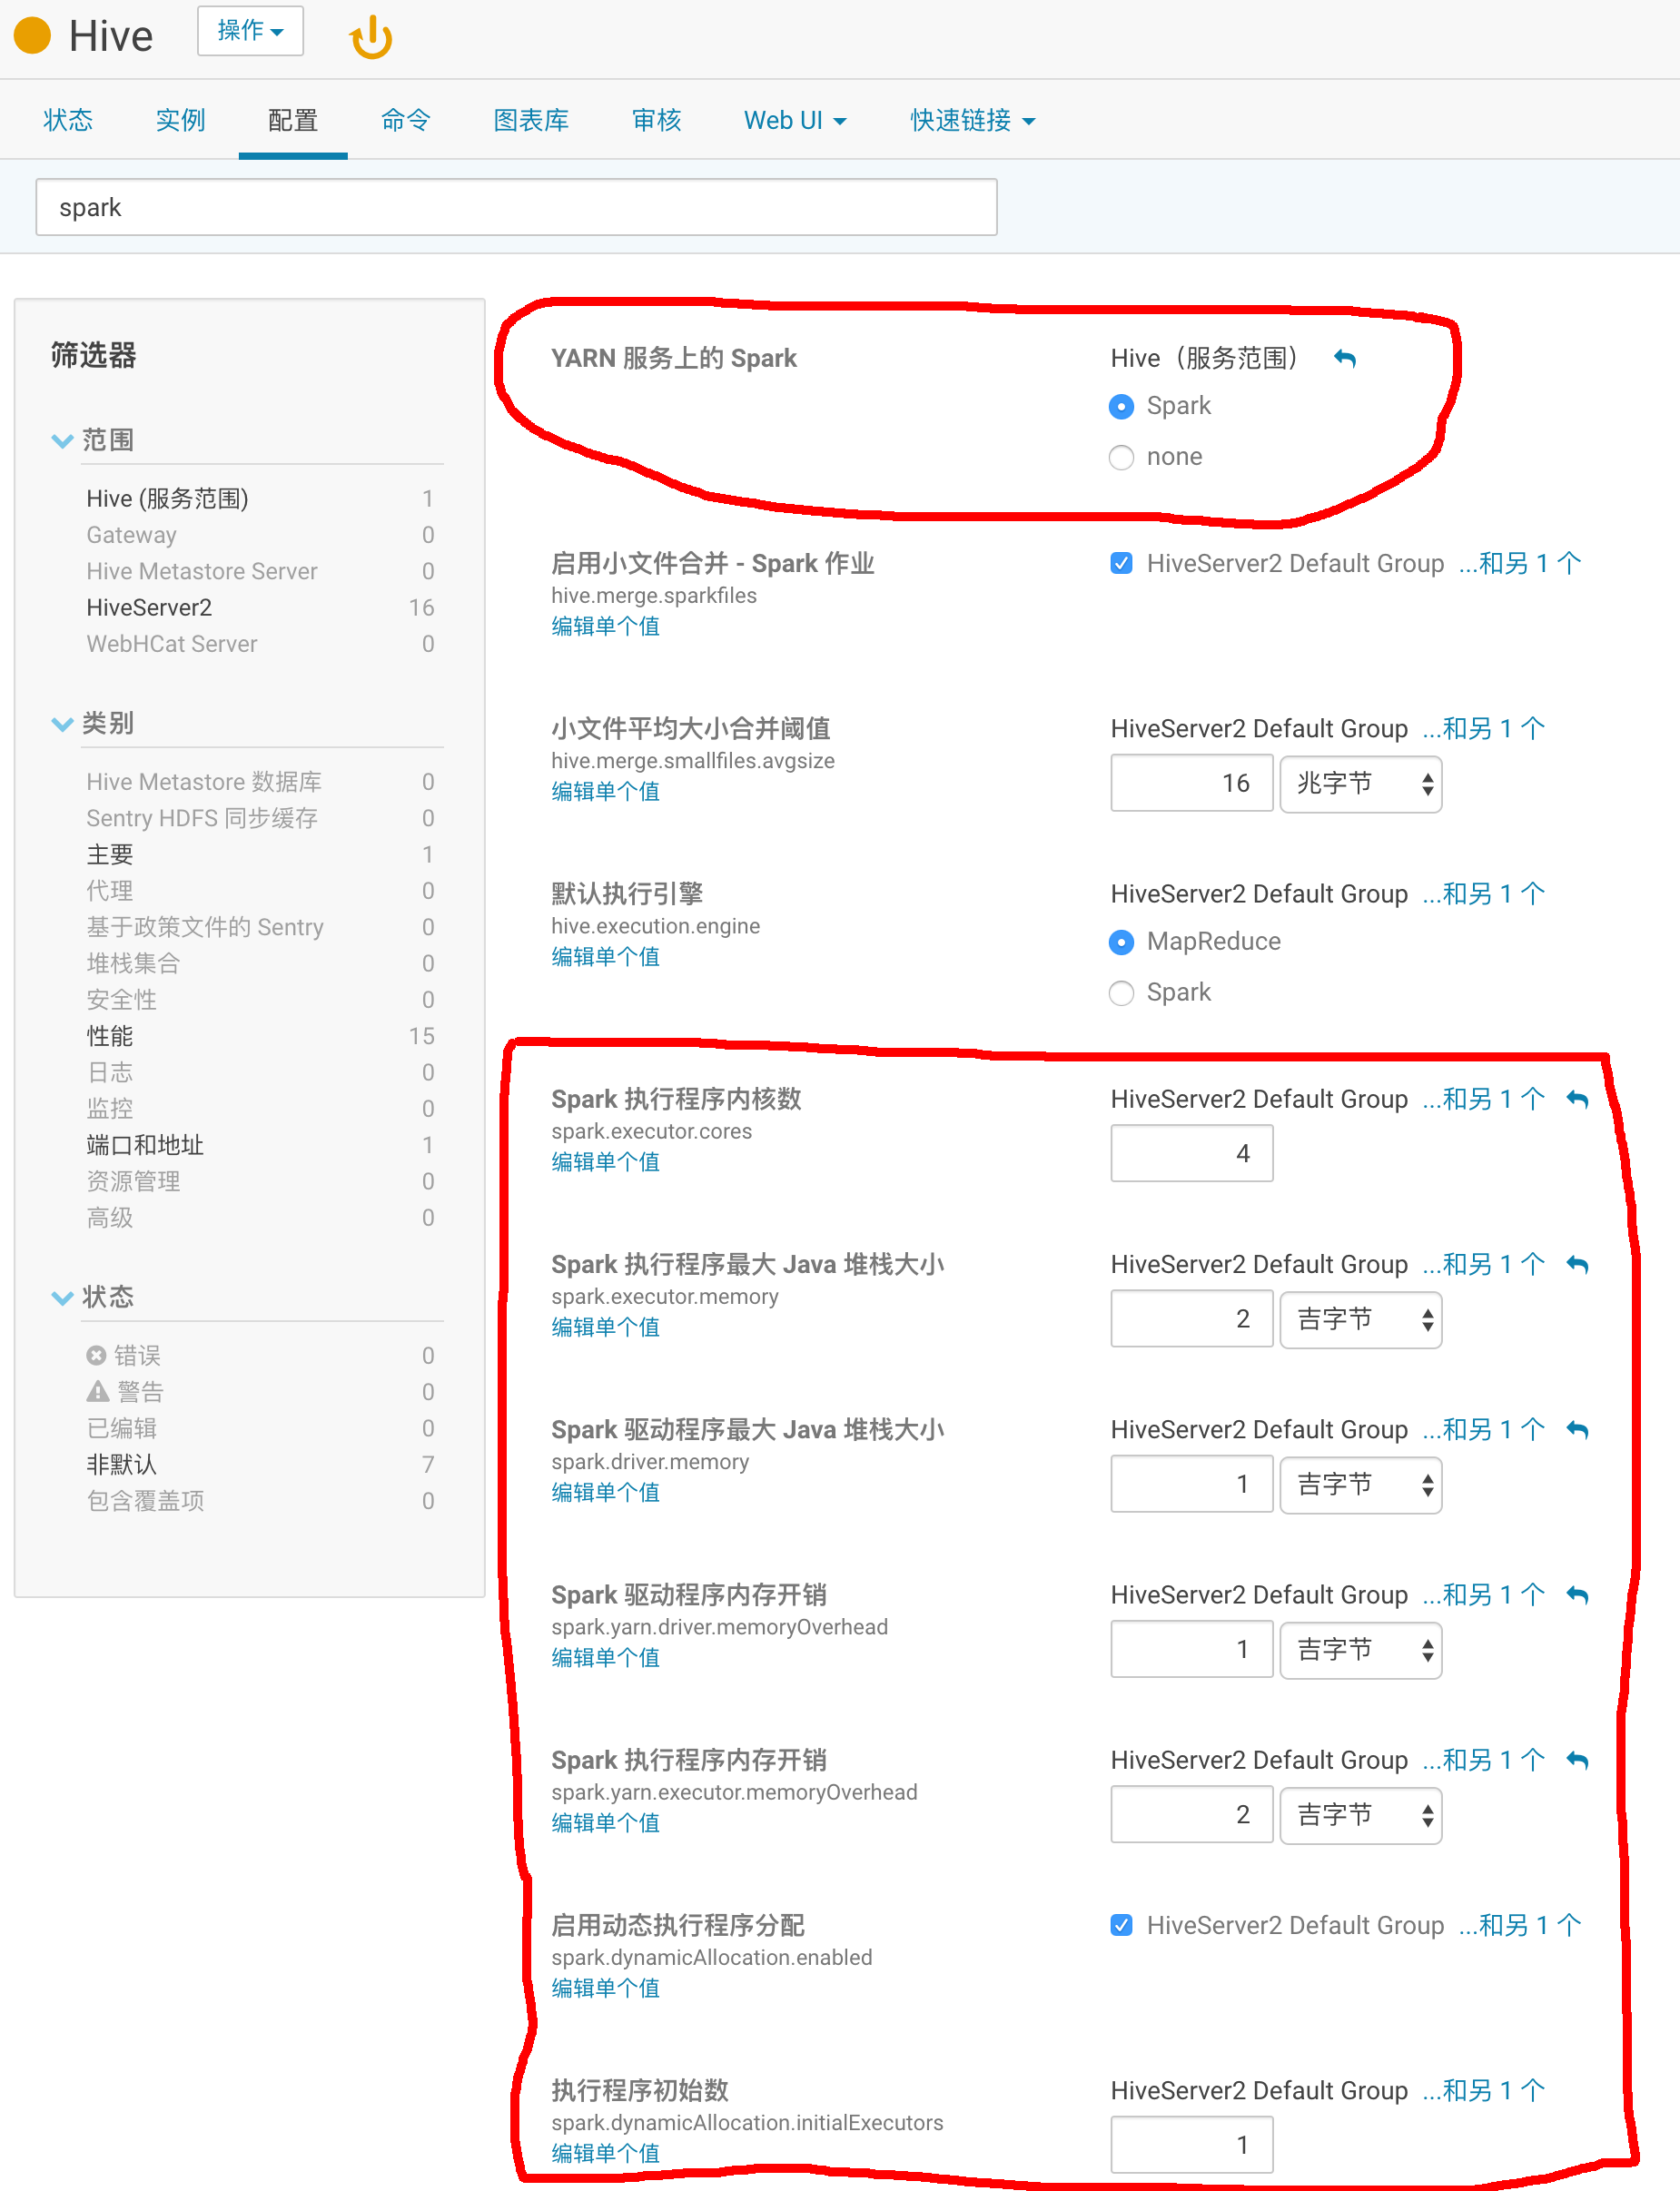 Hive 操作
状态 实例 配置 命令 图表库 审核 Web UI 快速链接
spark
筛选器
范围
Hive (服务范围) 1
Gateway 0
Hive Metastore Server 0
HiveServer2 16
WebHCat Server 0
类别
Hive Metastore 数据库 0
Sentry HDFS 同步缓存 0
主要 1
代理 0
基于政策文件的 Sentry 0
堆栈集合 0
安全性 0
性能 15
日志 0
监控 0
端口和地址 1
资源管理 0
高级 0
状态
错误 0
警告 0
已编辑 0
非默认 7
包含覆盖项 0
YARN 服务上的 Spark
Hive（服务范围）
Spark
none
启用小文件合并 - Spark 作业
hive.merge.sparkfiles
编辑单个值
HiveServer2 Default Group ...和另 1 个
小文件平均大小合并阈值
hive.merge.smallfiles.avgsize
编辑单个值
HiveServer2 Default Group ...和另 1 个
16 兆字节
默认执行引擎
hive.execution.engine
编辑单个值
HiveServer2 Default Group ...和另 1 个
MapReduce
Spark
Spark 执行程序内核数
spark.executor.cores
编辑单个值
HiveServer2 Default Group ...和另 1 个
4
Spark 执行程序最大 Java 堆栈大小
spark.executor.memory
编辑单个值
HiveServer2 Default Group ...和另 1 个
2 吉字节
Spark 驱动程序最大 Java 堆栈大小
spark.driver.memory
编辑单个值
HiveServer2 Default Group ...和另 1 个
1 吉字节
Spark 驱动程序内存开销
spark.yarn.driver.memoryOverhead
编辑单个值
HiveServer2 Default Group ...和另 1 个
1 吉字节
Spark 执行程序内存开销
spark.yarn.executor.memoryOverhead
编辑单个值
HiveServer2 Default Group ...和另 1 个
2 吉字节
启用动态执行程序分配
spark.dynamicAllocation.enabled
编辑单个值
HiveServer2 Default Group ...和另 1 个
执行程序初始数
spark.dynamicAllocation.initialExecutors
编辑单个值
HiveServer2 Default Group ...和另 1 个
1